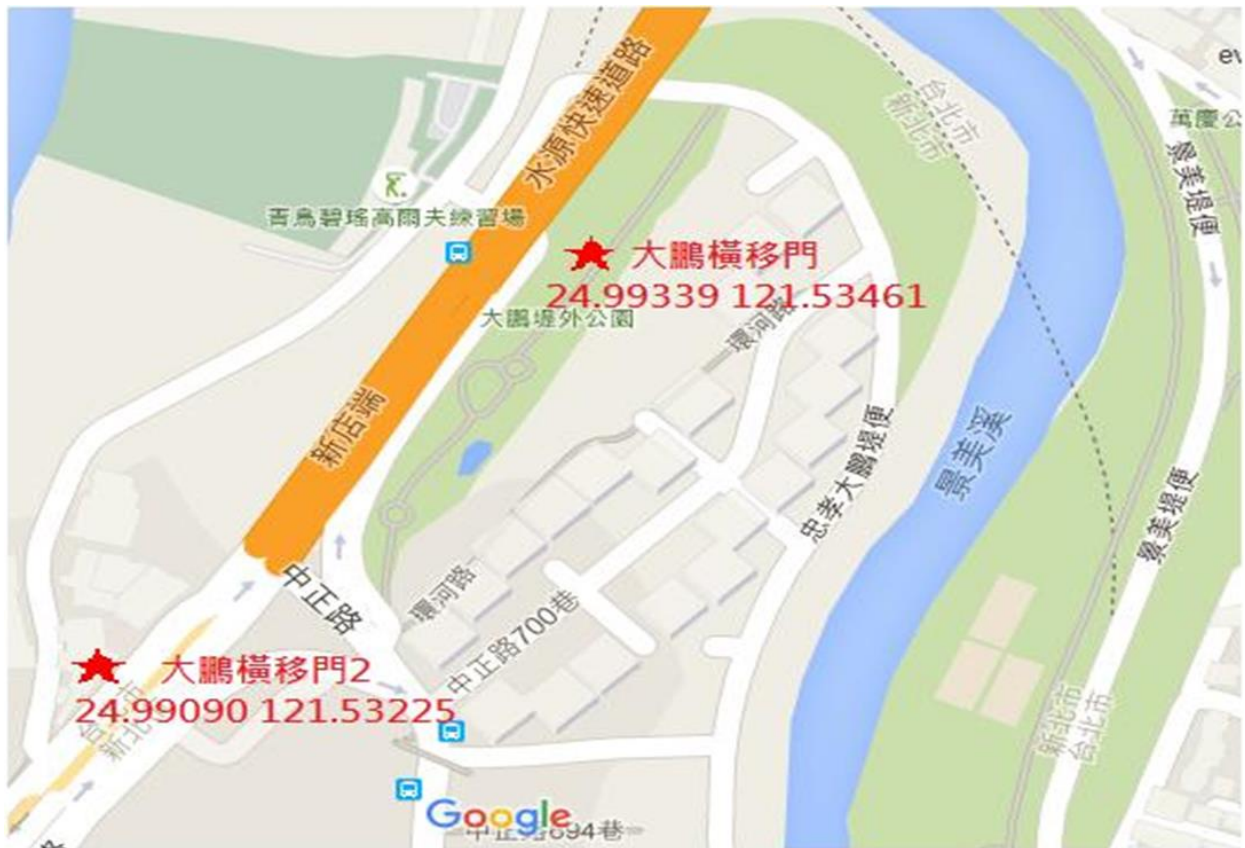 水源快速道路
台北市
新北市
ev
萬慶公
景美堤便
青鳥碧瑤高爾夫練習場
大鵬橫移門
24.99339 121.53461
大鵬堤外公園
環河路
新店端
忠孝大鵬堤便
景美溪
景美堤便
中正路
環河路
中正路700巷
大鵬橫移門2
24.99090 121.53225
台北市
新北市
新北市
台北市
Google
中正路694巷
路